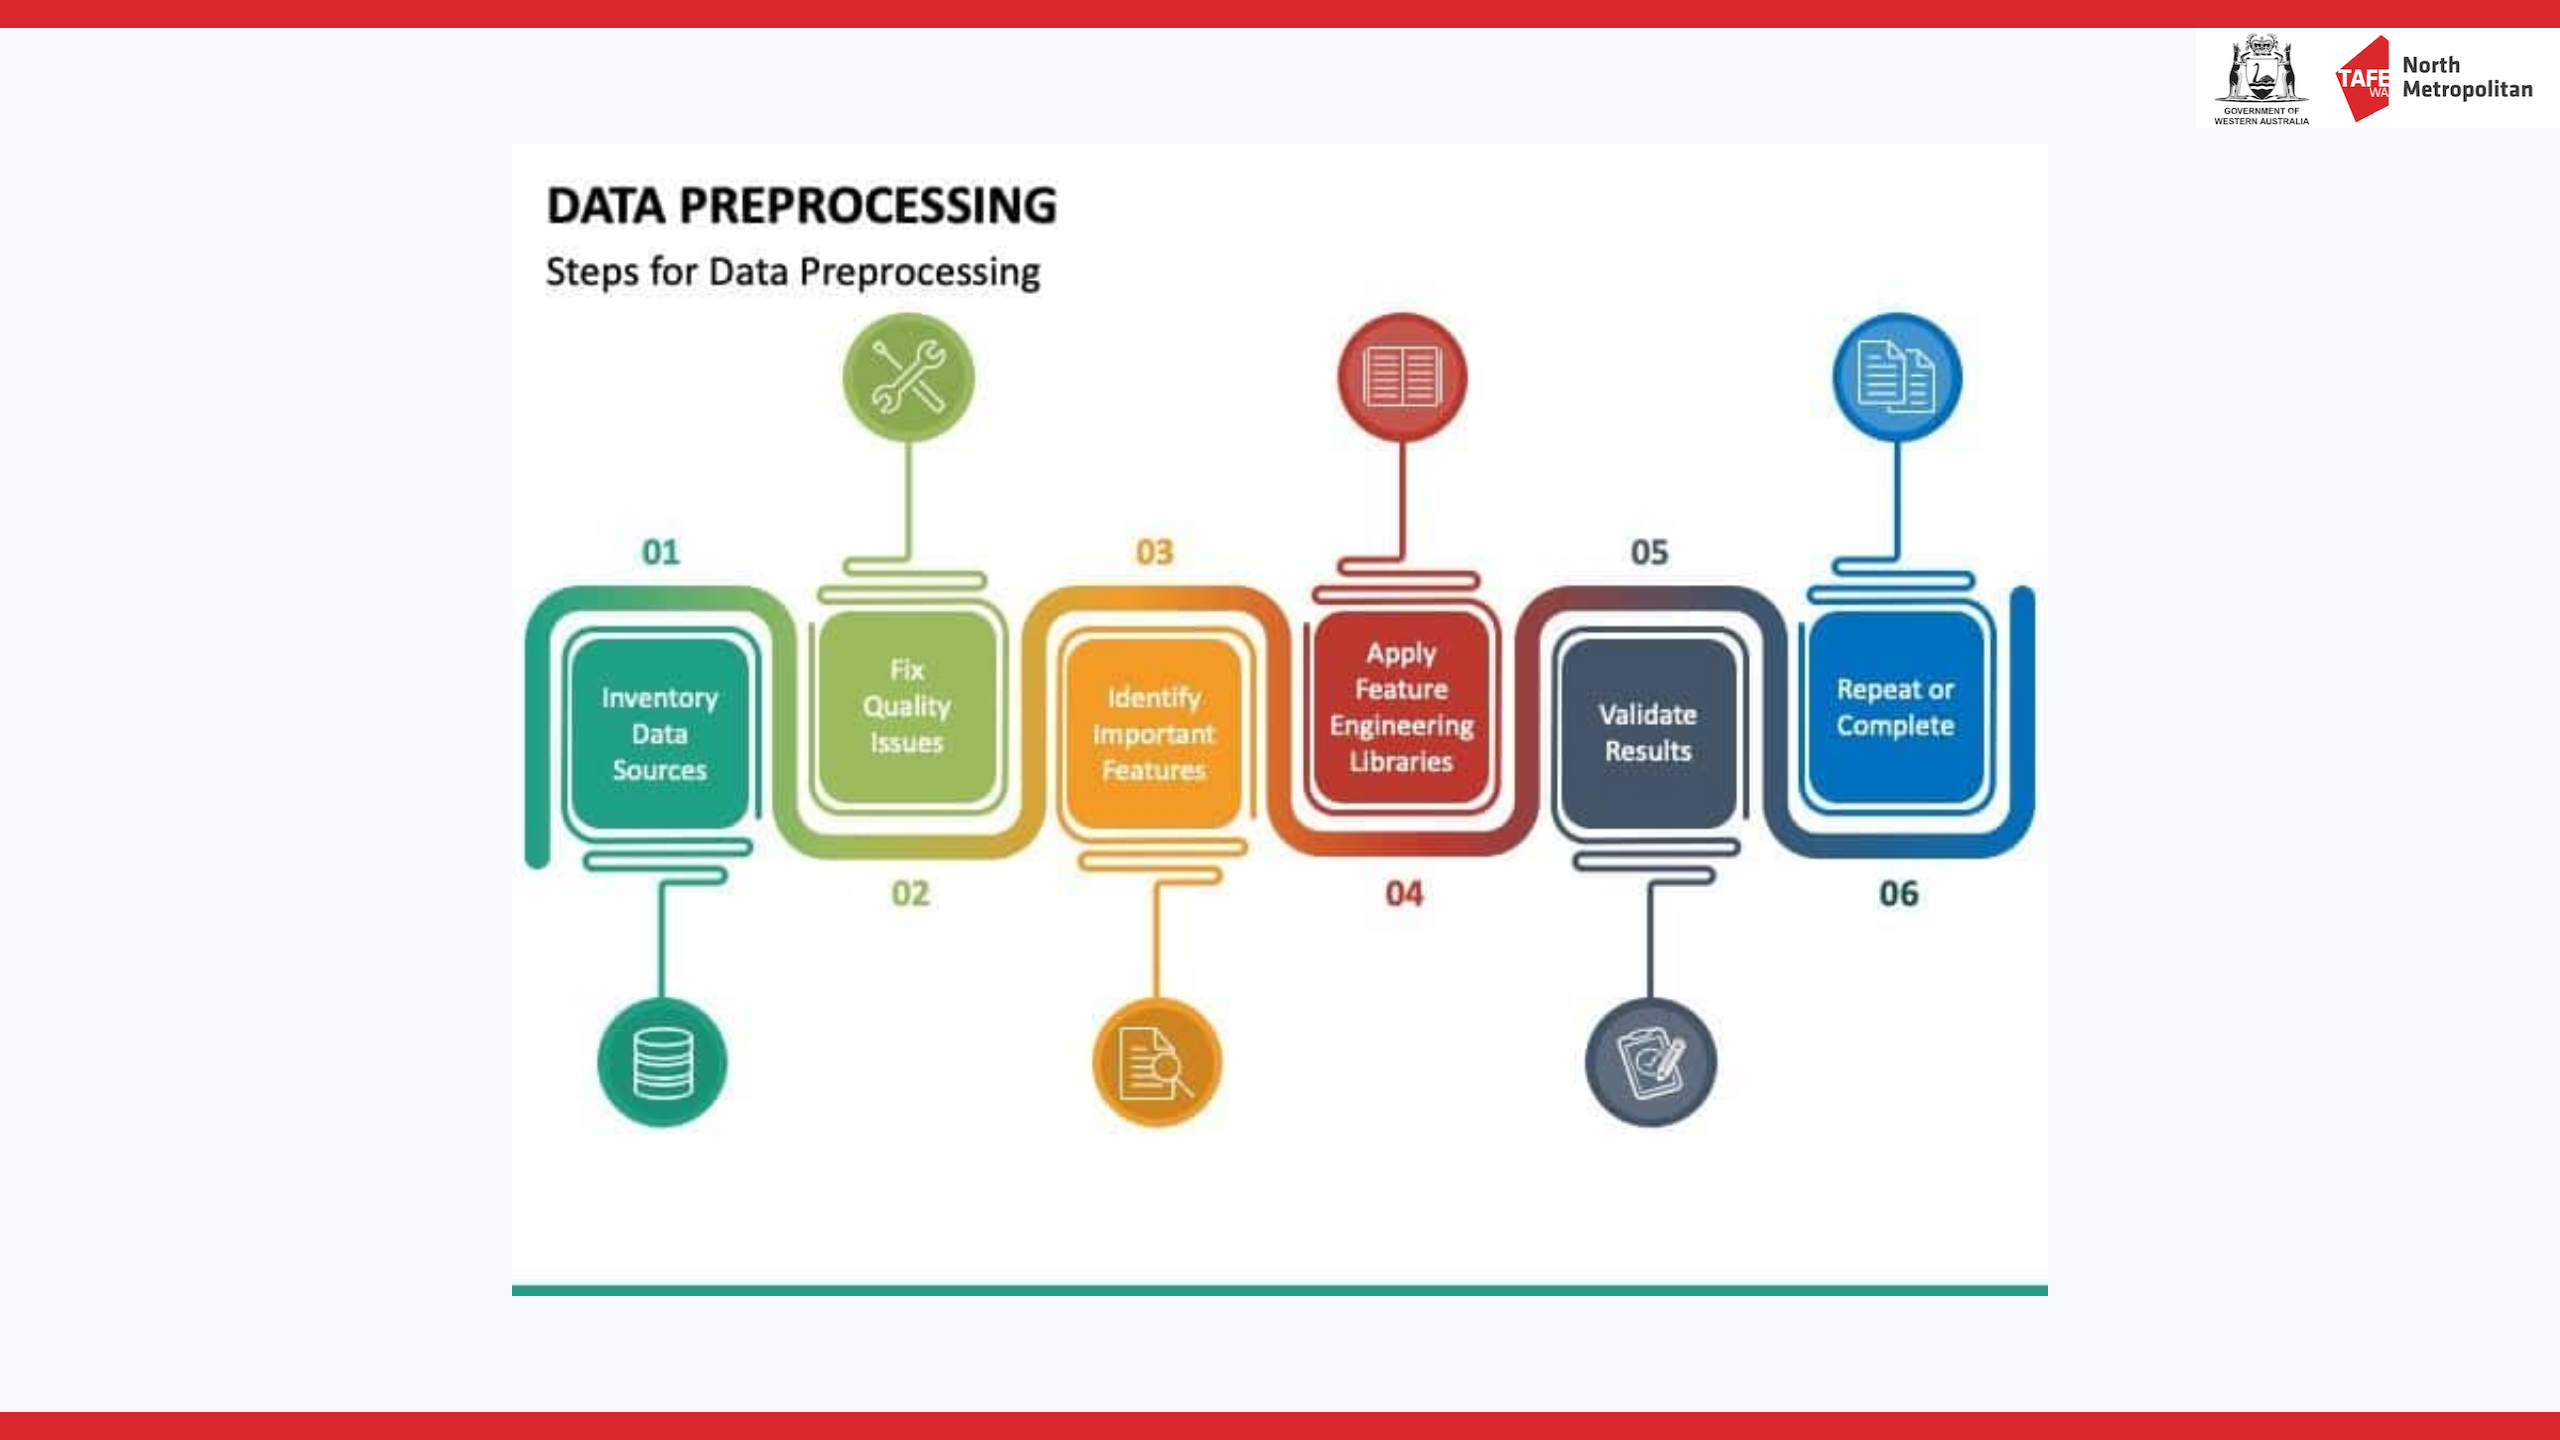 GOVERNMENT OF
WESTERN AUSTRALIA
TAFE
WA
North
Metropolitan
DATA PREPROCESSING
Steps for Data Preprocessing
01
Inventory
Data
Sources
02
Fix
Quality
Issues
03
Identify
Important
Features
04
Apply
Feature
Engineering
Libraries
05
Validate
Results
06
Repeat or
Complete